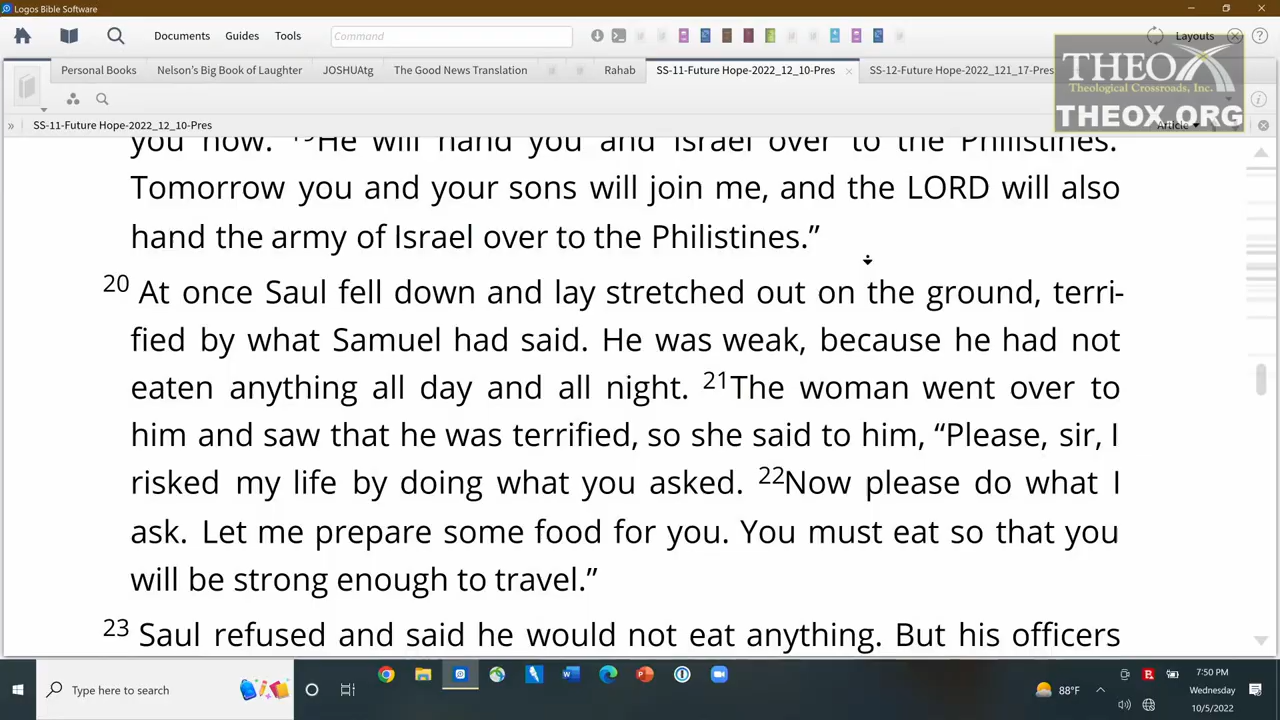 Logos Bible Software
Documents Guides Tools Command Layouts
THEOX
Theological Crossroads, Inc.
THEOX.ORG
Personal Books Nelson's Big Book of Laughter JOSHUAtg The Good News Translation Rahab SS-11-Future Hope-2022_12_10-Pres SS-12-Future Hope-2022_121_17-Pres
SS-11-Future Hope-2022_12_10-Pres Article
you now. 19He will hand you and Israel over to the Philistines.
Tomorrow you and your sons will join me, and the LORD will also
hand the army of Israel over to the Philistines.”
20 At once Saul fell down and lay stretched out on the ground, terri-
fied by what Samuel had said. He was weak, because he had not
eaten anything all day and all night. 21The woman went over to
him and saw that he was terrified, so she said to him, “Please, sir, I
risked my life by doing what you asked. 22Now please do what I
ask. Let me prepare some food for you. You must eat so that you
will be strong enough to travel.”
23 Saul refused and said he would not eat anything. But his officers
Type here to search
88°F
7:50 PM
Wednesday
10/5/2022